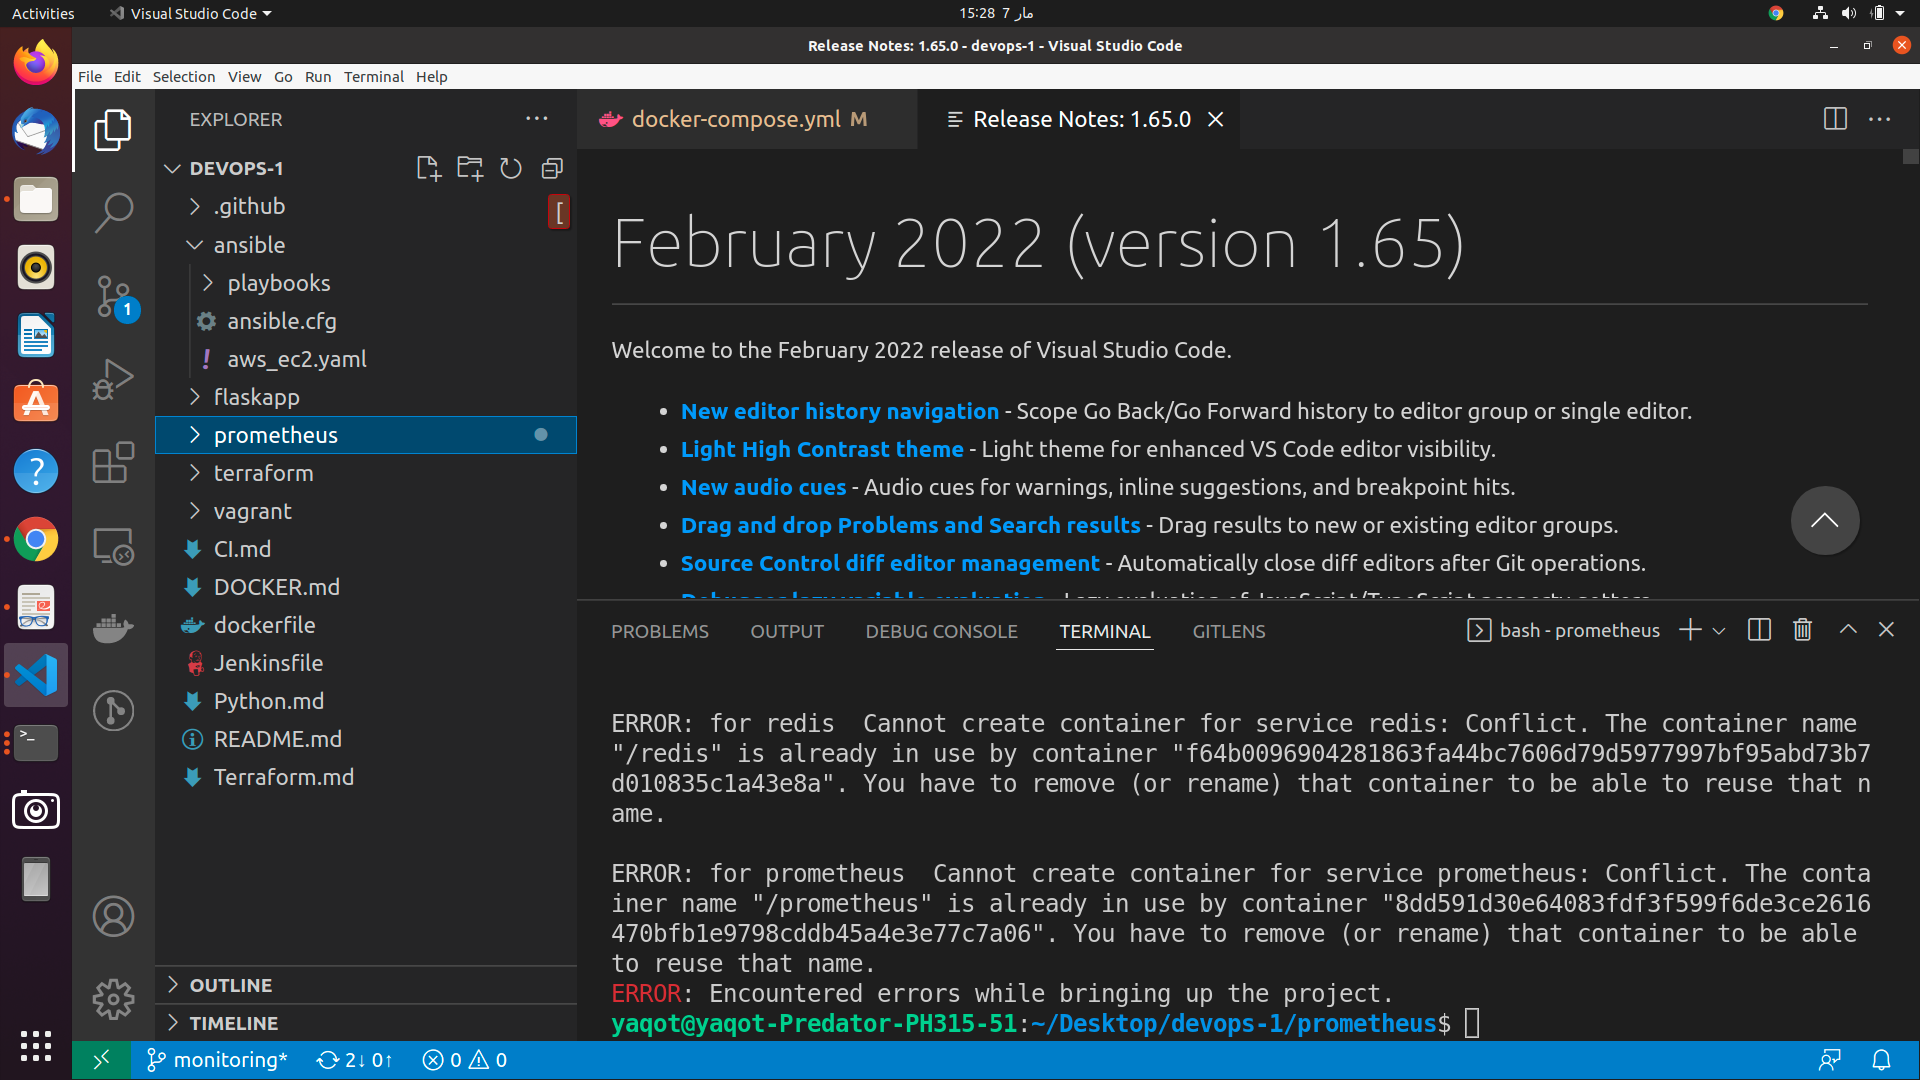 Activities
Visual Studio Code
15:28 7 مار
Release Notes: 1.65.0 - devops-1 - Visual Studio Code
File Edit Selection View Go Run Terminal Help
EXPLORER
docker-compose.yml M
Release Notes: 1.65.0
DEVOPS-1
.github
[
ansible
playbooks
ansible.cfg
! aws_ec2.yaml
flaskapp
prometheus
terraform
vagrant
CI.md
DOCKER.md
dockerfile
Jenkinsfile
Python.md
README.md
Terraform.md
OUTLINE
TIMELINE
1
February 2022 (version 1.65)
Welcome to the February 2022 release of Visual Studio Code.
• New editor history navigation - Scope Go Back/Go Forward history to editor group or single editor.
• Light High Contrast theme - Light theme for enhanced VS Code editor visibility.
• New audio cues - Audio cues for warnings, inline suggestions, and breakpoint hits.
• Drag and drop Problems and Search results - Drag results to new or existing editor groups.
• Source Control diff editor management - Automatically close diff editors after Git operations.
PROBLEMS OUTPUT DEBUG CONSOLE TERMINAL GITLENS
bash - prometheus
ERROR: for redis  Cannot create container for service redis: Conflict. The container name
"/redis" is already in use by container "f64b0096904281863fa44bc7606d79d5977997bf95abd73b7
d010835c1a43e8a". You have to remove (or rename) that container to be able to reuse that n
ame.
ERROR: for prometheus  Cannot create container for service prometheus: Conflict. The conta
iner name "/prometheus" is already in use by container "8dd591d30e64083fdf3f599f6de3ce2616
470bfb1e9798cddb45a4e3e77c7a06". You have to remove (or rename) that container to be able
to reuse that name.
ERROR: Encountered errors while bringing up the project.
yaqot@yaqot-Predator-PH315-51:~/Desktop/devops-1/prometheus$
monitoring* 2↓ 0↑ 0 0